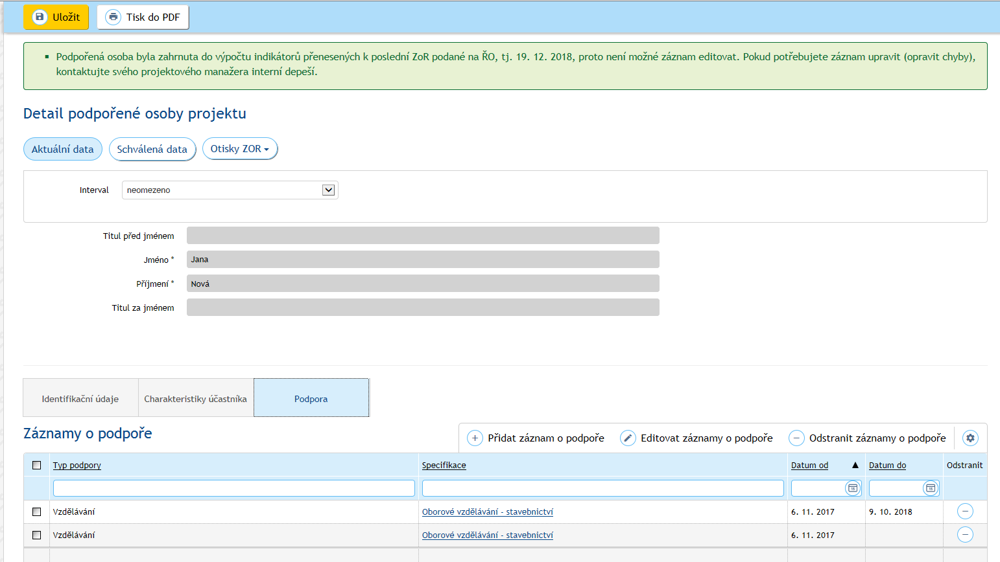 Uložit
Tisk do PDF
Podpořená osoba byla zahrnuta do výpočtu indikátorů přenesených k poslední ZoR podané na ŘO, tj. 19. 12. 2018, proto není možné záznam editovat. Pokud potřebujete záznam upravit (opravit chyby),
kontaktujte svého projektového manažera interní depeší.
Detail podpořené osoby projektu
Aktuální data
Schválená data
Otisky ZOR
Interval neomezeno
Titul před jménem
Jméno * Jana
Příjmení * Nová
Titul za jménem
Identifikační údaje
Charakteristiky účastníka
Podpora
Záznamy o podpoře
Přidat záznam o podpoře
Editovat záznamy o podpoře
Odstranit záznamy o podpoře
Typ podpory Specifikace Datum od ▲ Datum do Odstranit
Vzdělávání Oborové vzdělávání - stavebnictví 6. 11. 2017 9. 10. 2018
Vzdělávání Oborové vzdělávání - stavebnictví 6. 11. 2017